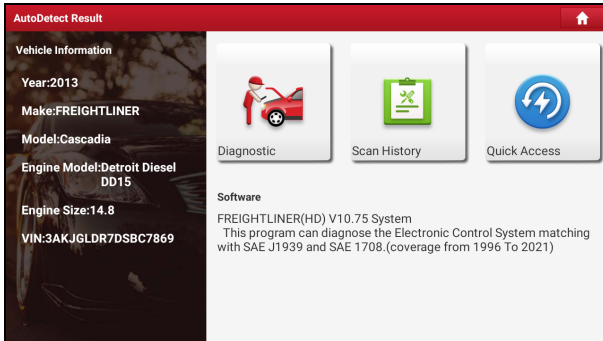 AutoDetect Result
Vehicle Information
Year:2013
Make:FREIGHTLINER
Model:Cascadia
Engine Model:Detroit Diesel
DD15
Engine Size:14.8
VIN:3AKJGLDR7DSBC7869
Diagnostic
Scan History
Quick Access
Software
FREIGHTLINER(HD) V10.75 System
This program can diagnose the Electronic Control System matching
with SAE J1939 and SAE 1708.(coverage from 1996 To 2021)